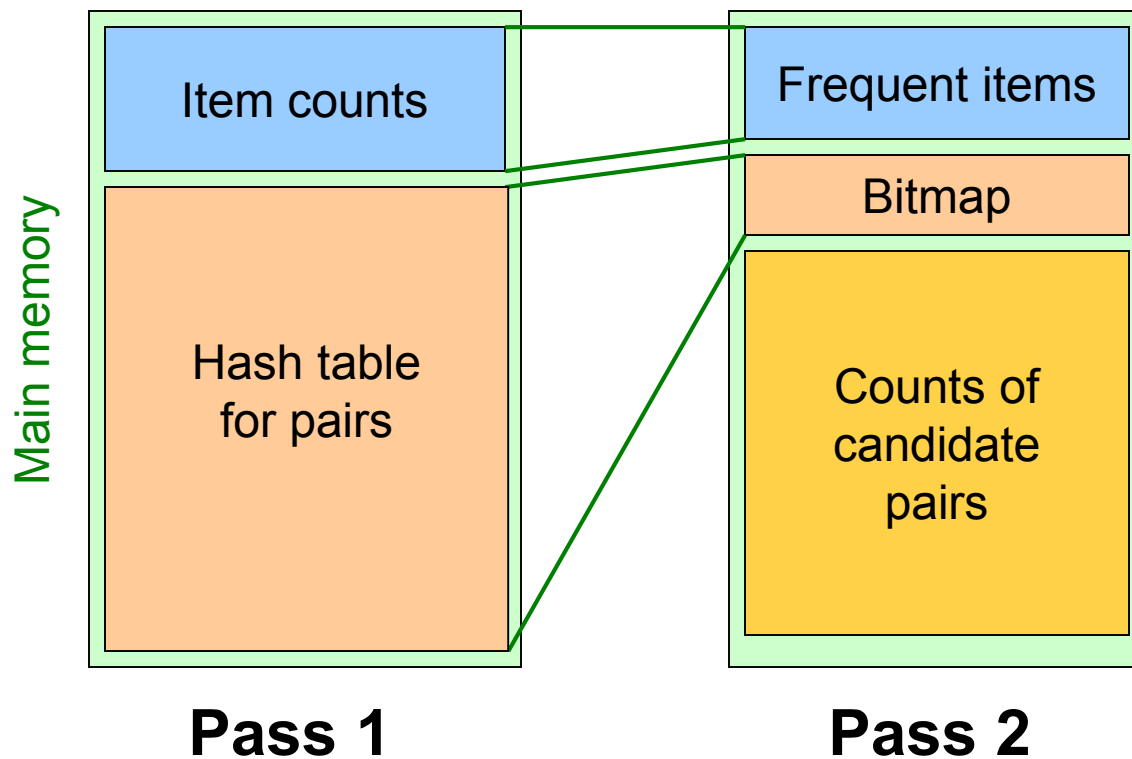 Main memory
Item counts
Hash table
for pairs
Pass 1
Frequent items
Bitmap
Counts of
candidate
pairs
Pass 2